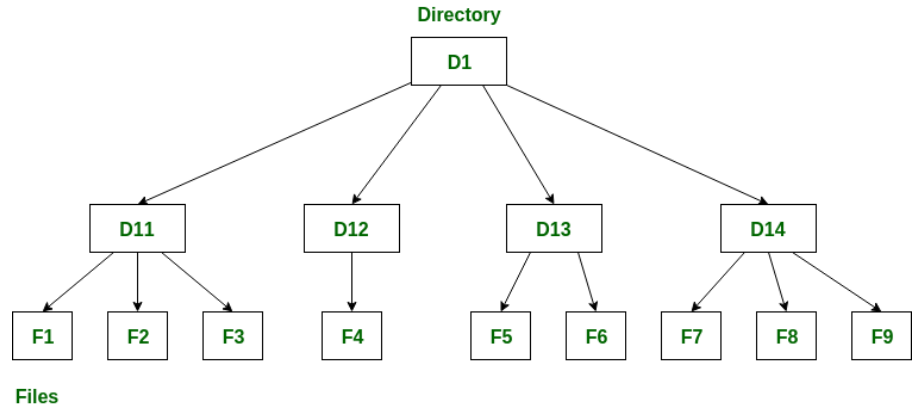 Directory
D1
D11 D12 D13 D14
F1 F2 F3 F4 F5 F6 F7 F8 F9
Files